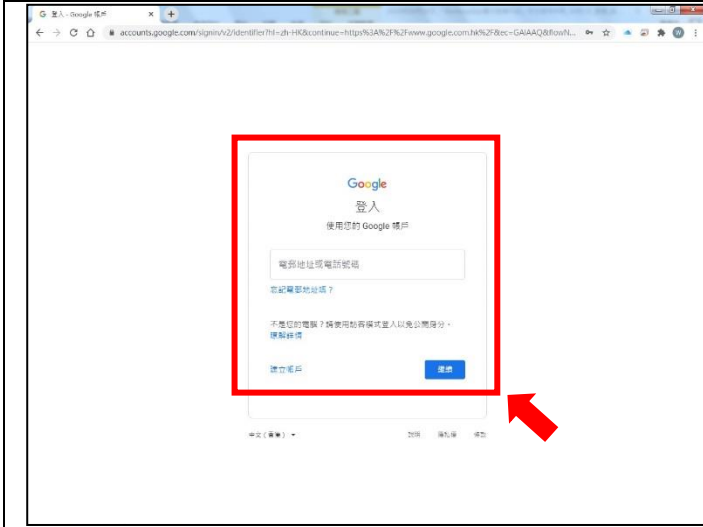 G 登入 - Google 帳戶
accounts.google.com/signin/v2/identifier?hl=zh-HK&continue=https%3A%2F%2Fwww.google.com.hk%2F&ec=GAlAAQ&flowN...
Google
登入
使用您的 Google 帳戶
電郵地址或電話號碼
忘記電郵地址嗎？
不是您的電腦？請使用訪客模式登入以免公開身分。
瞭解詳情
建立帳戶
繼續
中文（香港）
說明 私隱權 條款